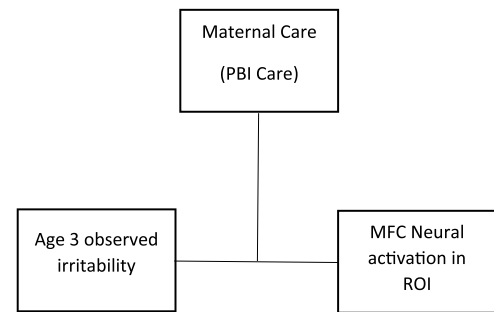 Maternal Care
(PBI Care)
Age 3 observed
irritability
MFC Neural
activation in
ROI